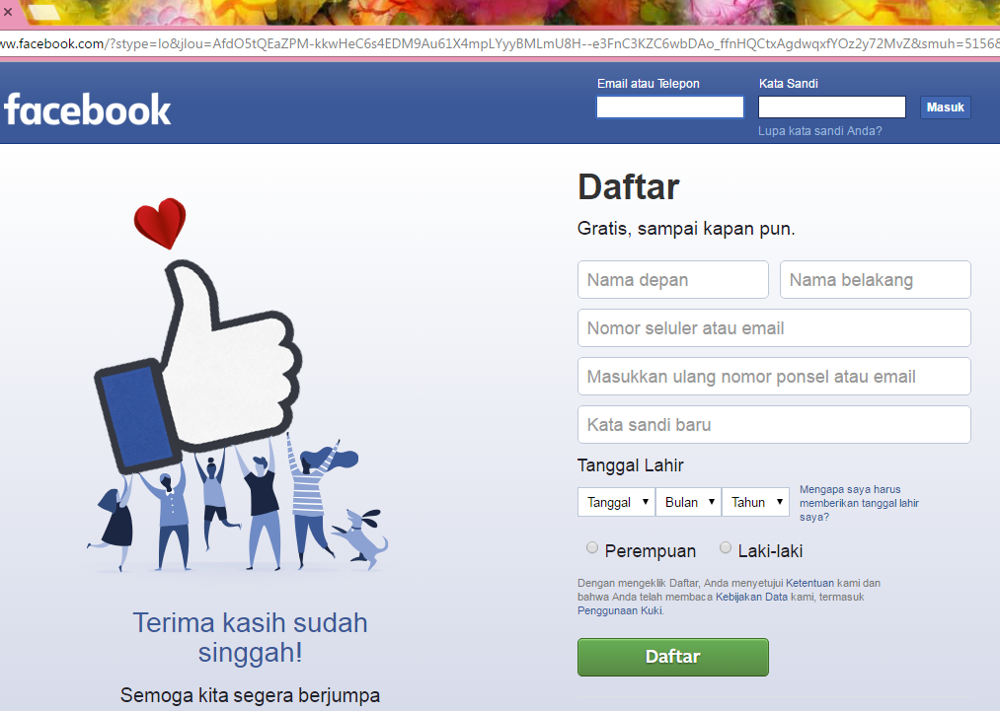 ww.facebook.com/?stype=lo&jlou=AfdO5tQEaZPM-kkwHeC6s4EDM9Au61X4mpLYyyBMLmU8H--e3FnC3KZC6wbDAo_ffnHQCtxAgdwqxfYOz2y72MvZ&smuh=5156
facebook
Email atau Telepon
Kata Sandi
Masuk
Lupa kata sandi Anda?
Daftar
Gratis, sampai kapan pun.
Nama depan
Nama belakang
Nomor seluler atau email
Masukkan ulang nomor ponsel atau email
Kata sandi baru
Tanggal Lahir
Tanggal
Bulan
Tahun
Mengapa saya harus
memberikan tanggal lahir
saya?
Perempuan
Laki-laki
Dengan mengeklik Daftar, Anda menyetujui Ketentuan kami dan
bahwa Anda telah membaca Kebijakan Data kami, termasuk
Penggunaan Kuki.
Daftar
Terima kasih sudah
singgah!
Semoga kita segera berjumpa